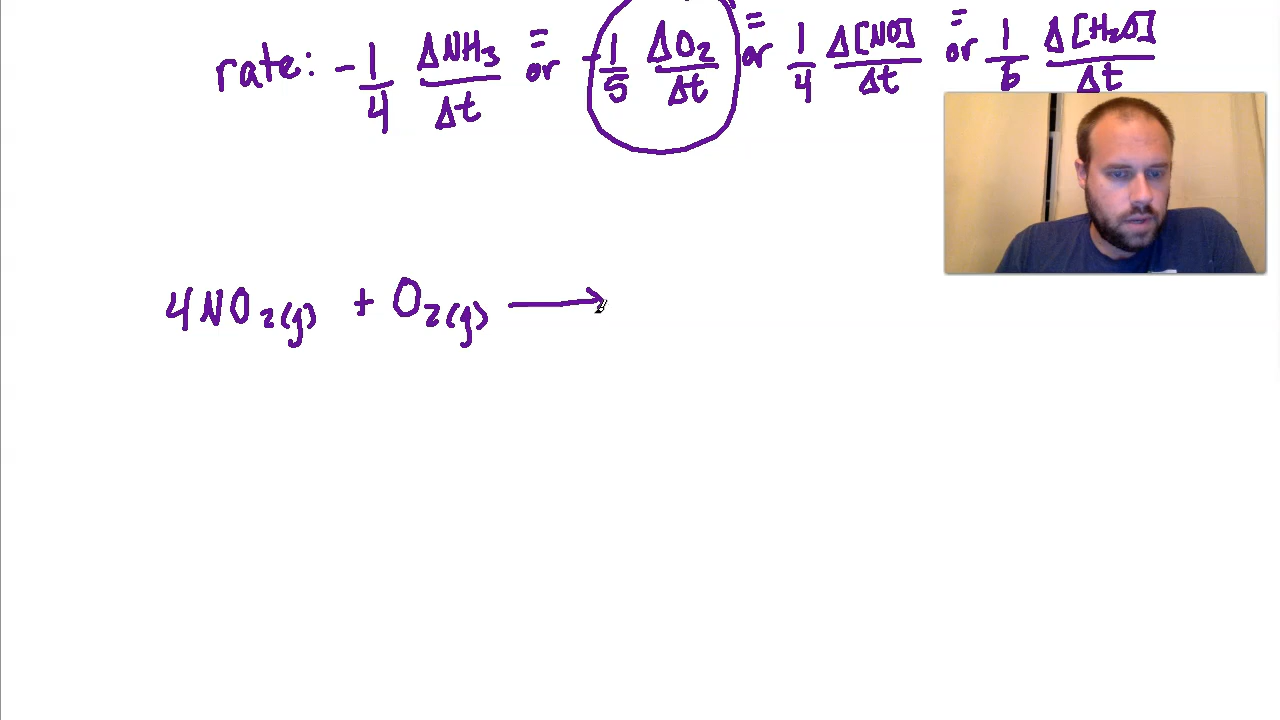 rate: -1/4 ΔNH₃/Δt = or -1/5 ΔO₂/Δt = or 1/4 Δ[NO]/Δt = or 1/6 Δ[H₂O]/Δt
4NO₂(g) + O₂(g) ⟶